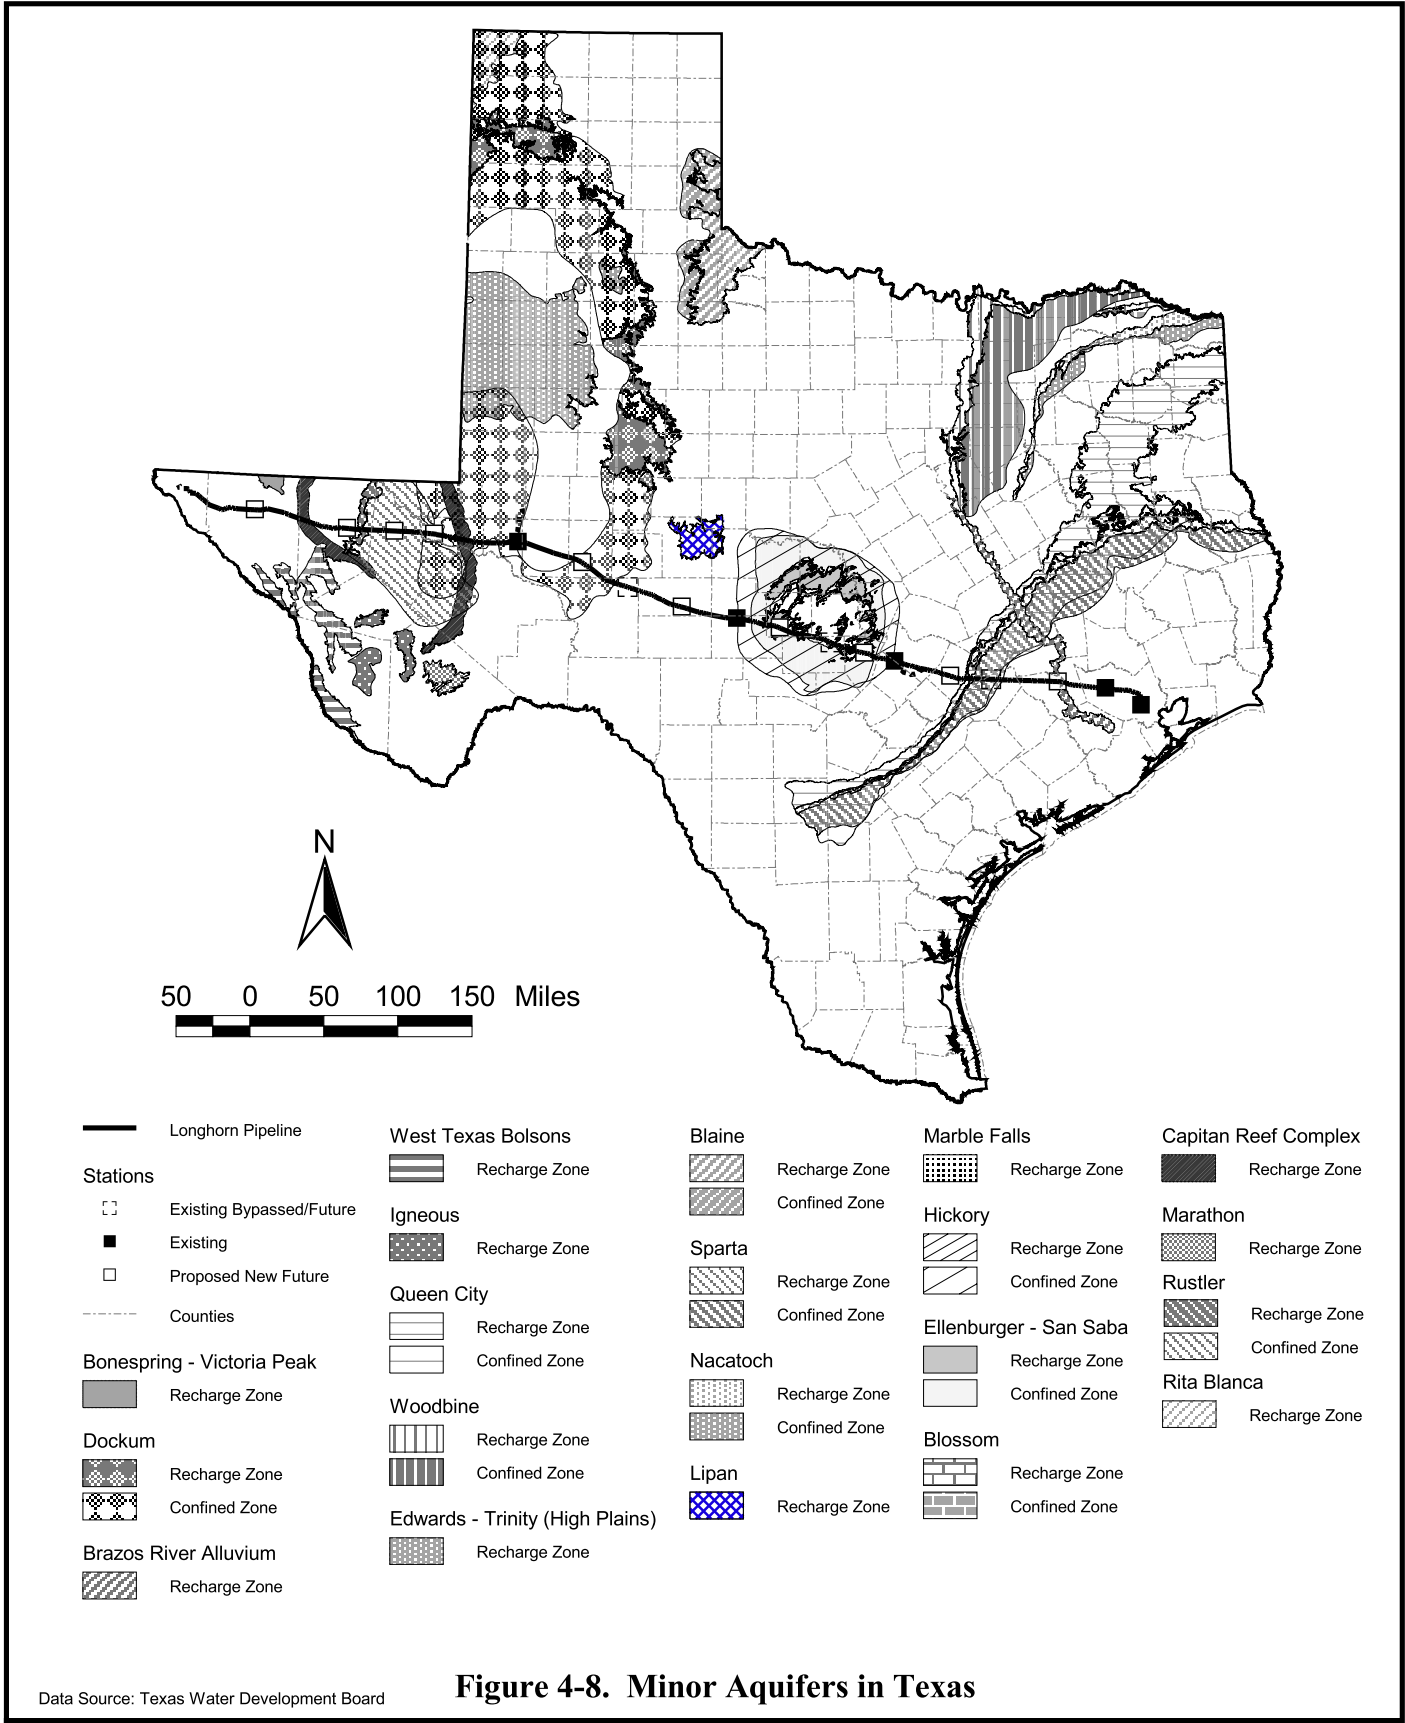 N
50 0 50 100 150 Miles
Longhorn Pipeline
Stations
Existing Bypassed/Future
Existing
Proposed New Future
Counties
Bonespring - Victoria Peak
Recharge Zone
Dockum
Recharge Zone
Confined Zone
Brazos River Alluvium
Recharge Zone
West Texas Bolsons
Recharge Zone
Igneous
Recharge Zone
Queen City
Recharge Zone
Confined Zone
Woodbine
Recharge Zone
Confined Zone
Edwards - Trinity (High Plains)
Recharge Zone
Blaine
Recharge Zone
Confined Zone
Sparta
Recharge Zone
Confined Zone
Nacatoch
Recharge Zone
Confined Zone
Lipan
Recharge Zone
Marble Falls
Recharge Zone
Hickory
Recharge Zone
Confined Zone
Ellenburger - San Saba
Recharge Zone
Confined Zone
Blossom
Recharge Zone
Confined Zone
Capitan Reef Complex
Recharge Zone
Marathon
Recharge Zone
Rustler
Recharge Zone
Confined Zone
Rita Blanca
Recharge Zone
Data Source: Texas Water Development Board
Figure 4-8. Minor Aquifers in Texas